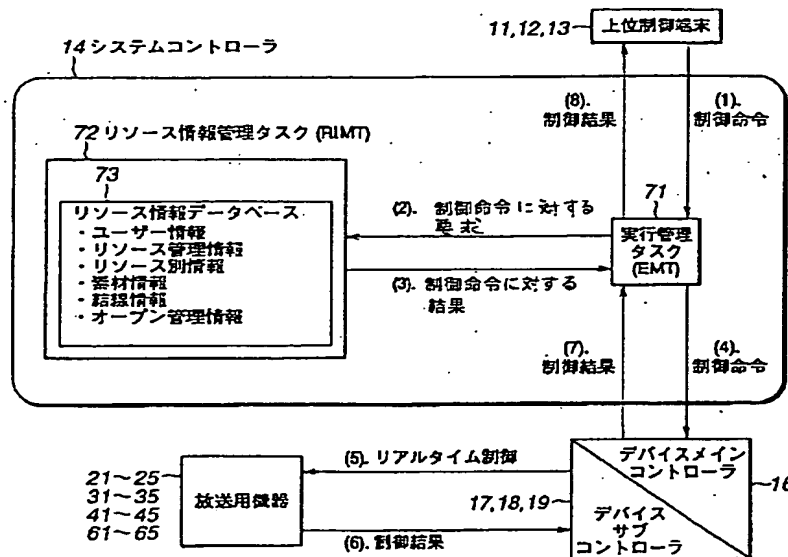 11,12,13
上位制御端末
14 システムコントローラ
(8).
制御結果
(1).
制御命令
72 リソース情報管理タスク (RIMT)
73
リソース情報データベース
・ユーザー情報
・リソース管理情報
・リソース別情報
・素材情報
・結線情報
・オープン管理情報
(2). 制御命令に対する
要求
(3). 制御命令に対する
結果
71
実行管理
タスク
(EMT)
(7).
制御結果
(4).
制御命令
21～25
31～35
41～45
61～65
放送用機器
(5). リアルタイム制御
(6). 制御結果
17,18,19
デバイスメイン
コントローラ
16
デバイス
サブ
コントローラ